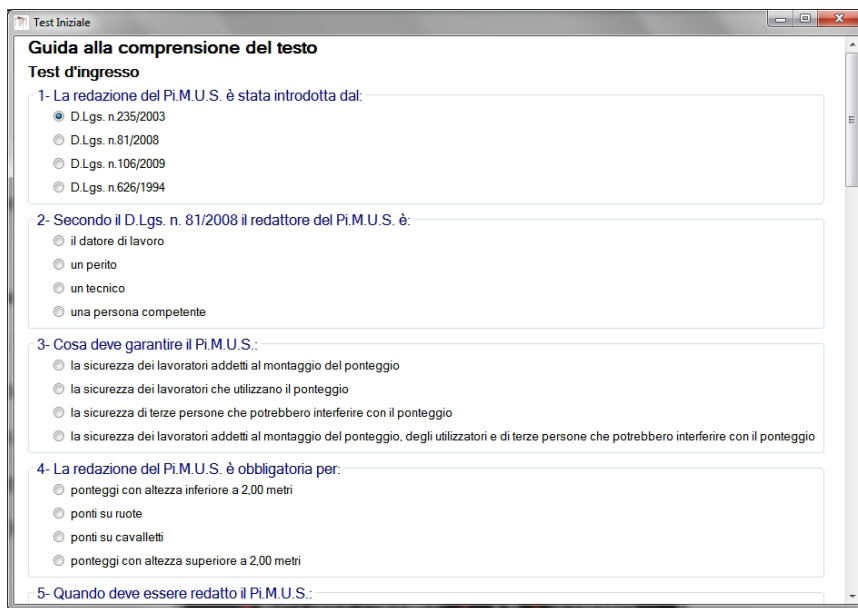 Test Iniziale
Guida alla comprensione del testo
Test d'ingresso
1- La redazione del Pi.M.U.S. è stata introdotta dal:
D.Lgs. n.235/2003
D.Lgs. n.81/2008
D.Lgs. n.106/2009
D.Lgs. n.626/1994
2- Secondo il D.Lgs. n. 81/2008 il redattore del Pi.M.U.S. è:
il datore di lavoro
un perito
un tecnico
una persona competente
3- Cosa deve garantire il Pi.M.U.S.:
la sicurezza dei lavoratori addetti al montaggio del ponteggio
la sicurezza dei lavoratori che utilizzano il ponteggio
la sicurezza di terze persone che potrebbero interferire con il ponteggio
la sicurezza dei lavoratori addetti al montaggio del ponteggio, degli utilizzatori e di terze persone che potrebbero interferire con il ponteggio
4- La redazione del Pi.M.U.S. è obbligatoria per:
ponteggi con altezza inferiore a 2,00 metri
ponti su ruote
ponti su cavalletti
ponteggi con altezza superiore a 2,00 metri
5- Quando deve essere redatto il Pi.M.U.S.: